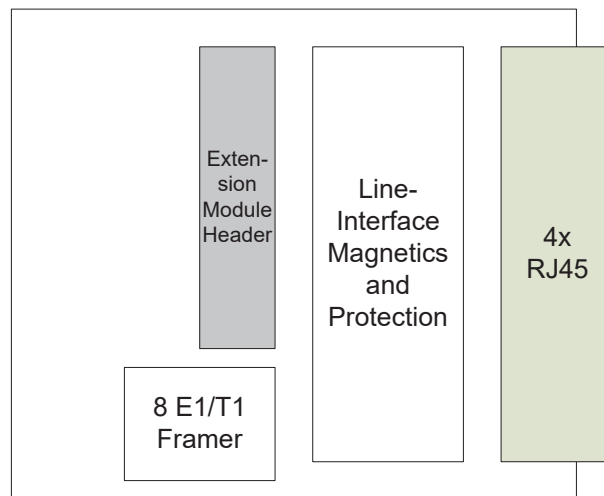 Exten-
sion
Module
Header
Line-
Interface
Magnetics
and
Protection
4x
RJ45
8 E1/T1
Framer